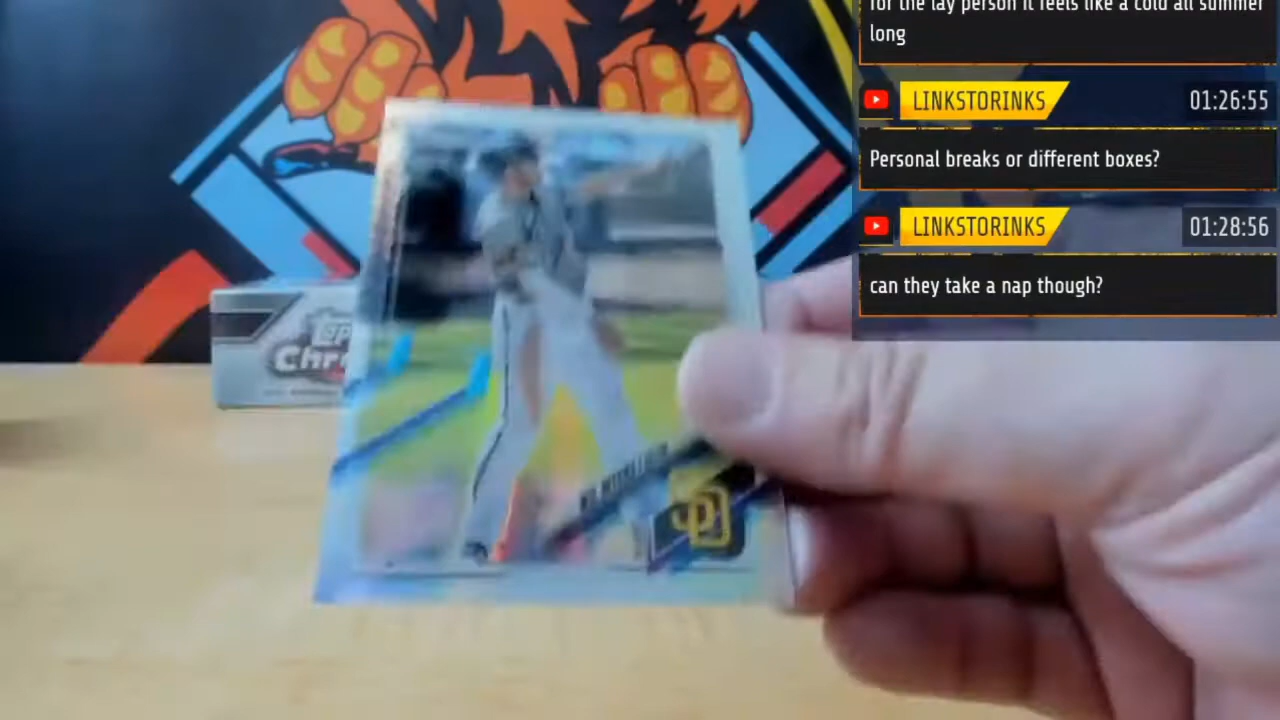 for the lay person it feels like a cold all summer
long
LINKSTORINKS 01:26:55
Personal breaks or different boxes?
LINKSTORINKS 01:28:56
can they take a nap though?
SD